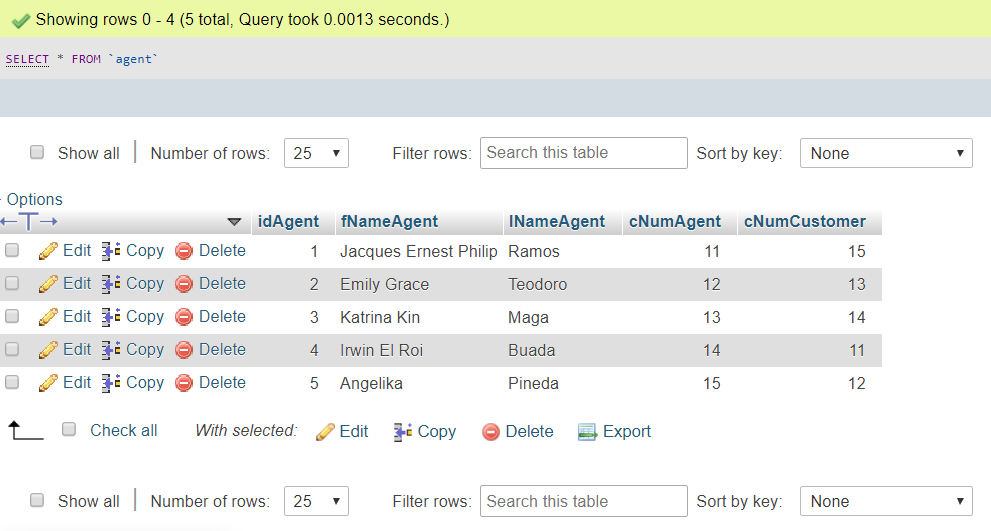 Showing rows 0 - 4 (5 total, Query took 0.0013 seconds.)
SELECT * FROM `agent`
Show all Number of rows: 25 Filter rows: Search this table Sort by key: None
Options
idAgent fNameAgent lNameAgent cNumAgent cNumCustomer
Edit Copy Delete 1 Jacques Ernest Philip Ramos 11 15
Edit Copy Delete 2 Emily Grace Teodoro 12 13
Edit Copy Delete 3 Katrina Kin Maga 13 14
Edit Copy Delete 4 Irwin El Roi Buada 14 11
Edit Copy Delete 5 Angelika Pineda 15 12
Check all With selected: Edit Copy Delete Export
Show all Number of rows: 25 Filter rows: Search this table Sort by key: None